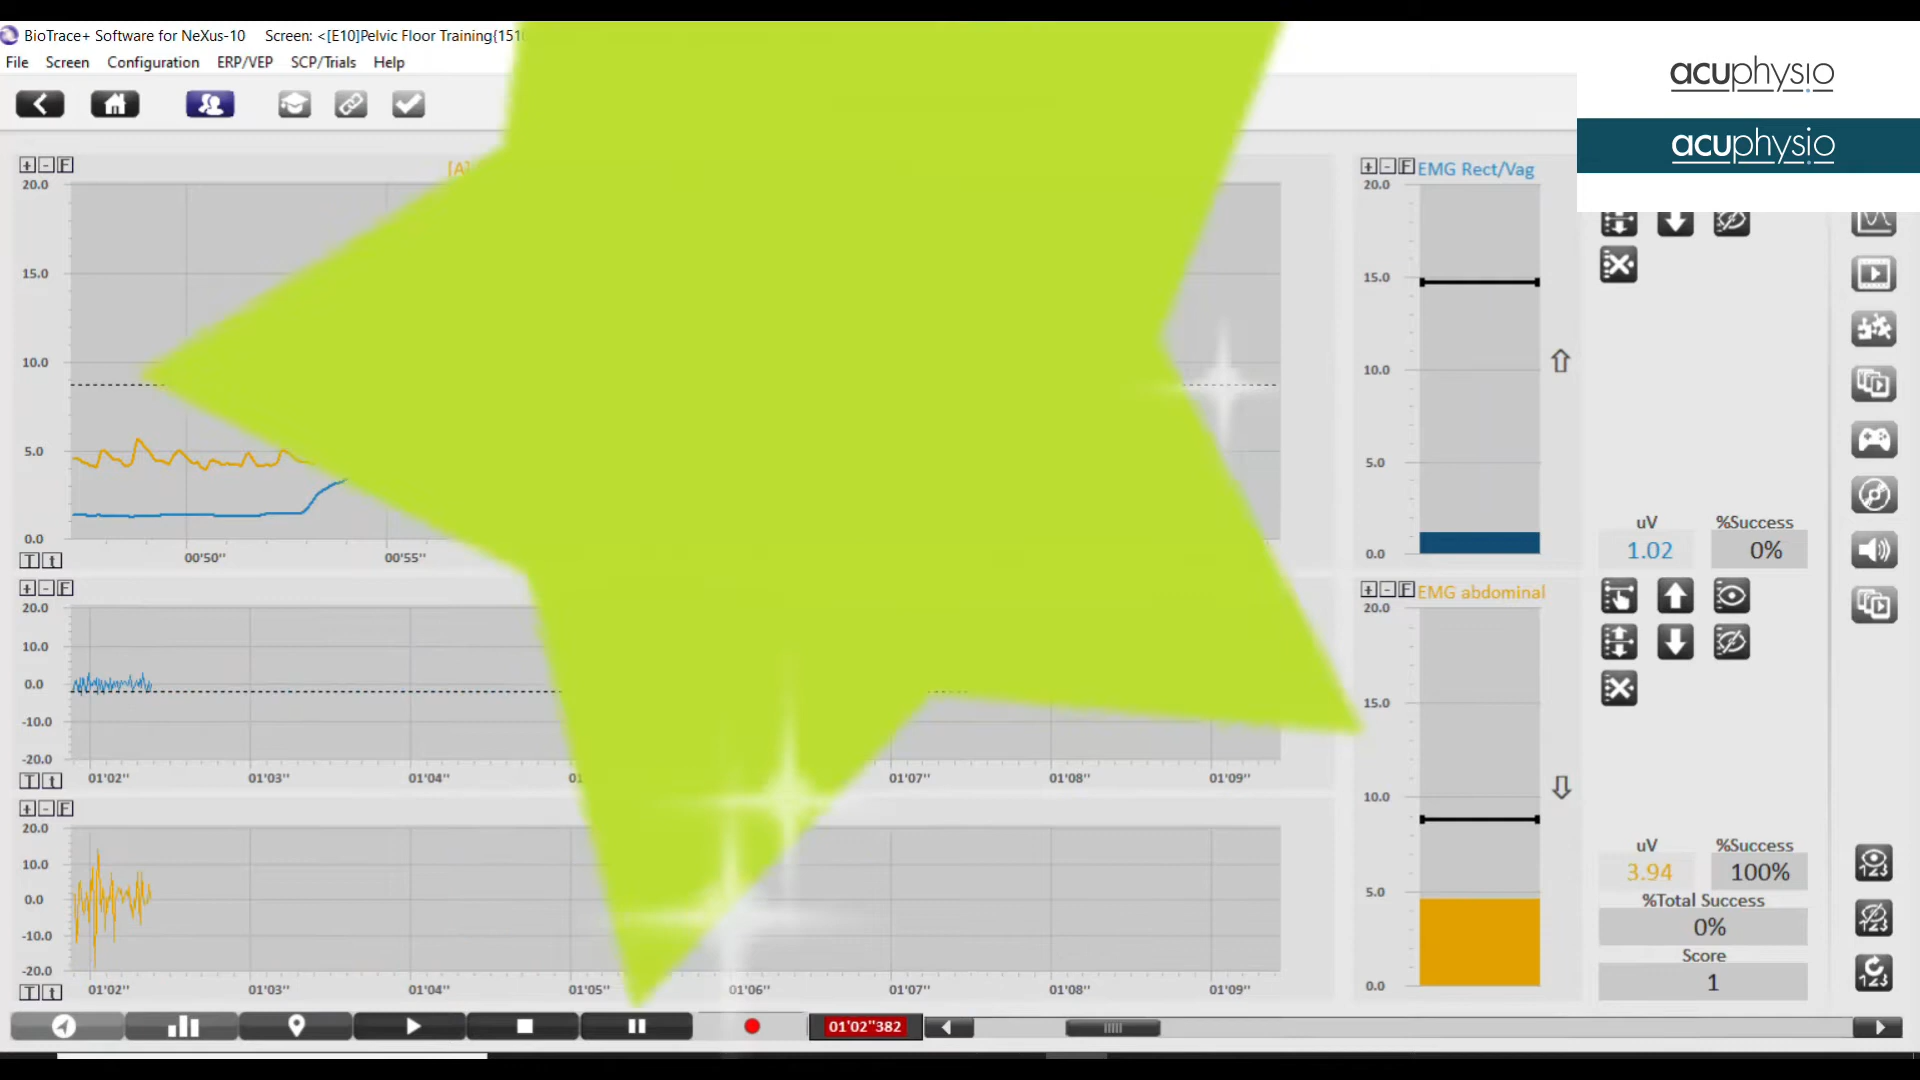 BioTrace+ Software for NeXus-10 Screen: <[E10]Pelvic Floor Training{151
File Screen Configuration ERP/VEP SCP/Trials Help
acuphysio
acuphysio
+ - F [A]
20.0
15.0
10.0
5.0
0.0
00'50" 00'55"
T t
+ - F
20.0
10.0
0.0
-10.0
-20.0
01'02" 01'03" 01'04" 01'07" 01'08" 01'09"
T t
+ - F
20.0
10.0
0.0
-10.0
-20.0
01'02" 01'03" 01'04" 01'05" 01'06" 01'07" 01'08" 01'09"
T t
+ - F EMG Rect/Vag
20.0
15.0
10.0
5.0
0.0
uV %Success
1.02 0%
+ - F EMG abdominal
20.0
15.0
10.0
5.0
0.0
uV %Success
3.94 100%
%Total Success
0%
Score
1
123
123
123
01'02"382